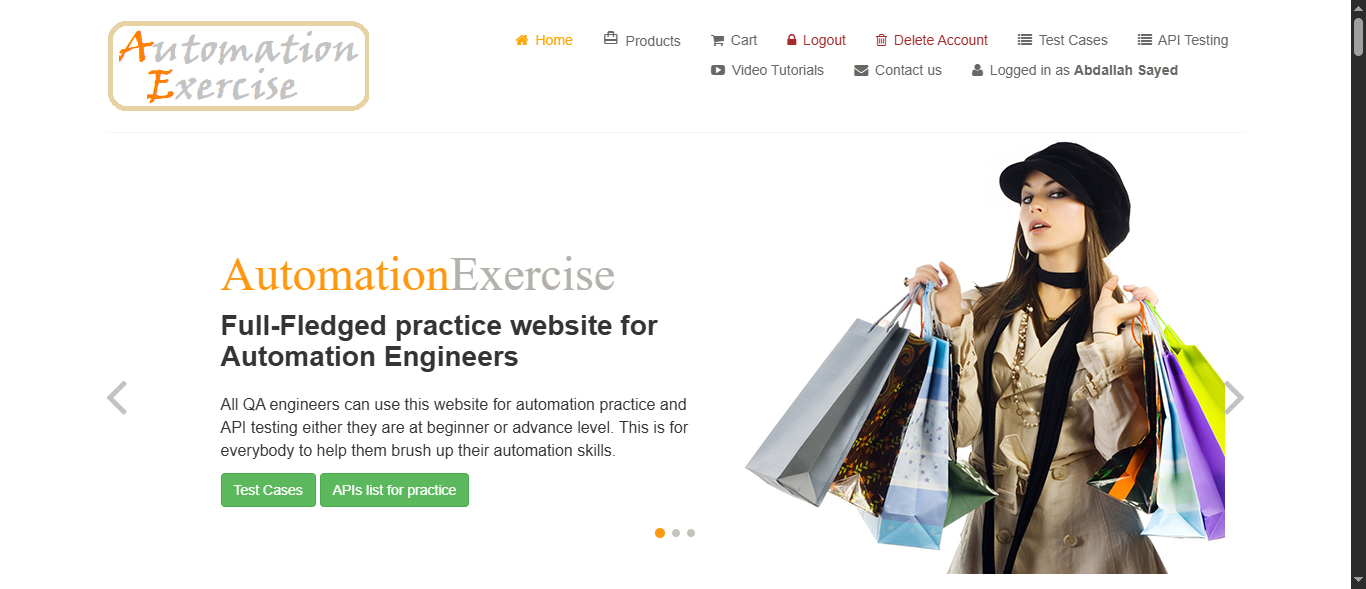 Automation
Exercise
Home Products Cart Logout Delete Account Test Cases API Testing
Video Tutorials Contact us Logged in as Abdallah Sayed
AutomationExercise
Full-Fledged practice website for
Automation Engineers
All QA engineers can use this website for automation practice and
API testing either they are at beginner or advance level. This is for
everybody to help them brush up their automation skills.
Test Cases APIs list for practice